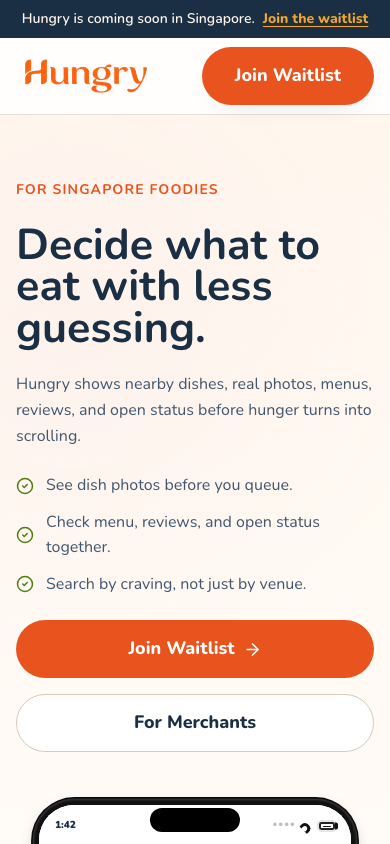 Hungry is coming soon in Singapore. Join the waitlist
Hungry
Join Waitlist
FOR SINGAPORE FOODIES
Decide what to
eat with less
guessing.
Hungry shows nearby dishes, real photos, menus,
reviews, and open status before hunger turns into
scrolling.
See dish photos before you queue.
Check menu, reviews, and open status
together.
Search by craving, not just by venue.
Join Waitlist
For Merchants
1:42